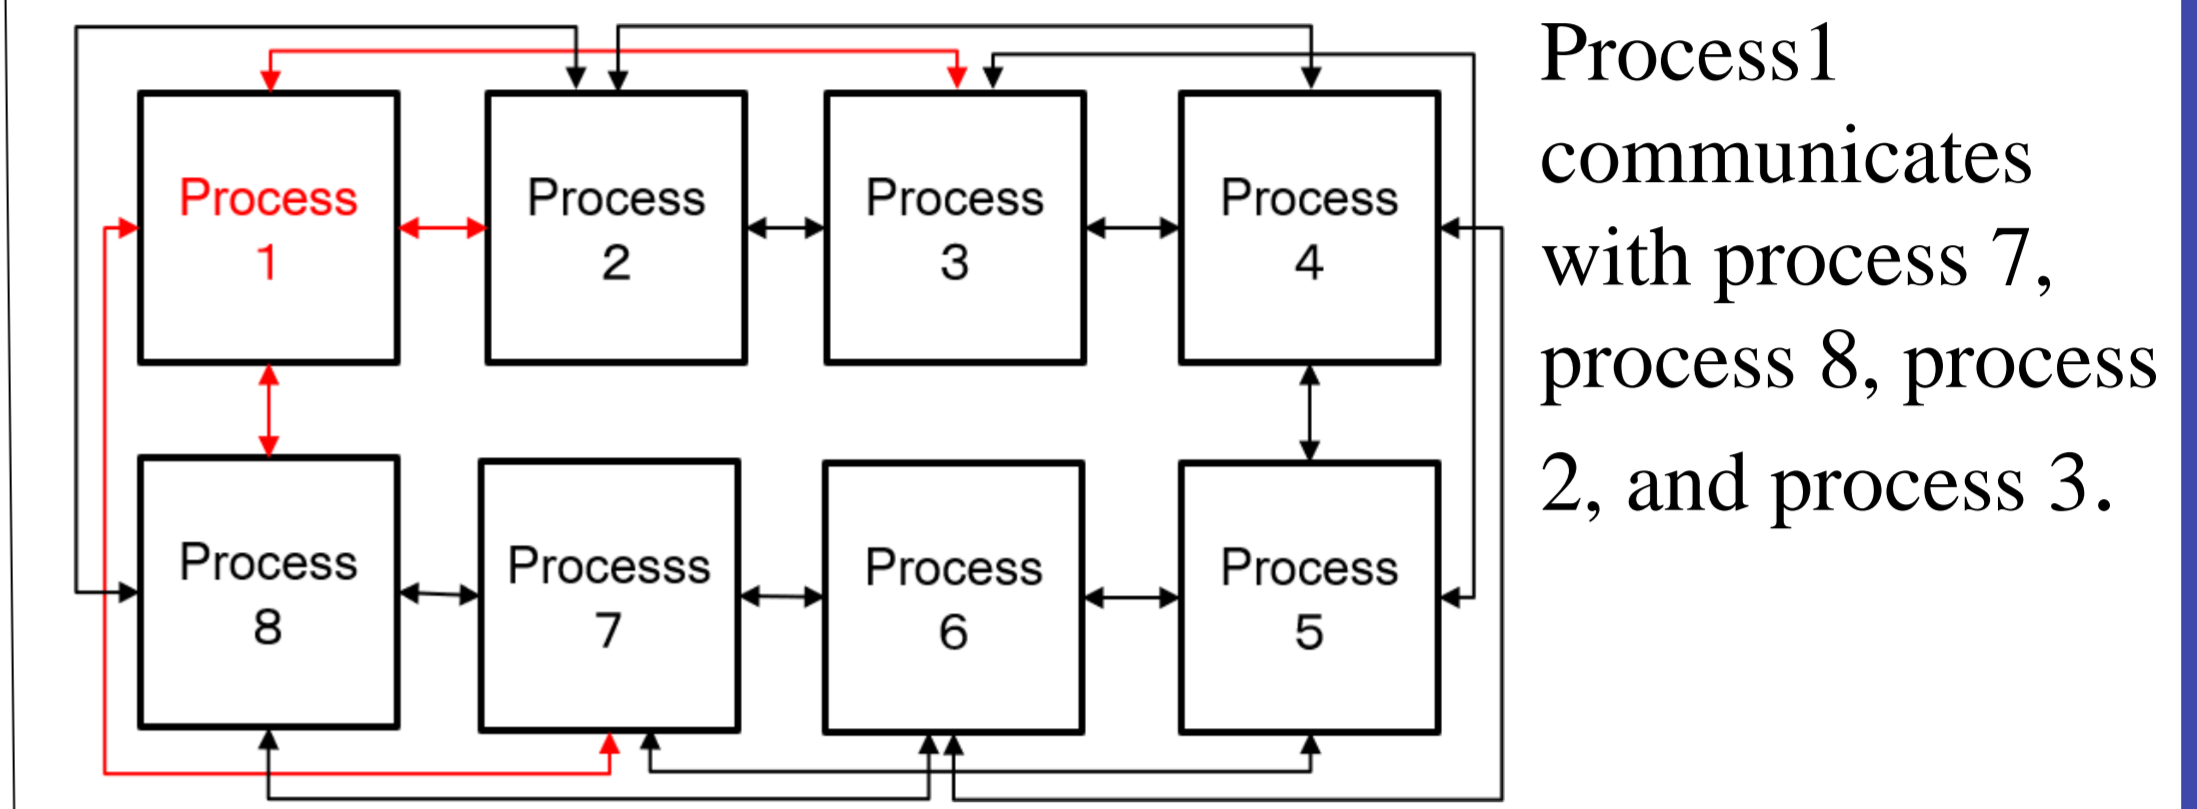 Process
1
Process
2
Process
3
Process
4
Process
8
Processs
7
Process
6
Process
5
Process1
communicates
with process 7,
process 8, process
2, and process 3.